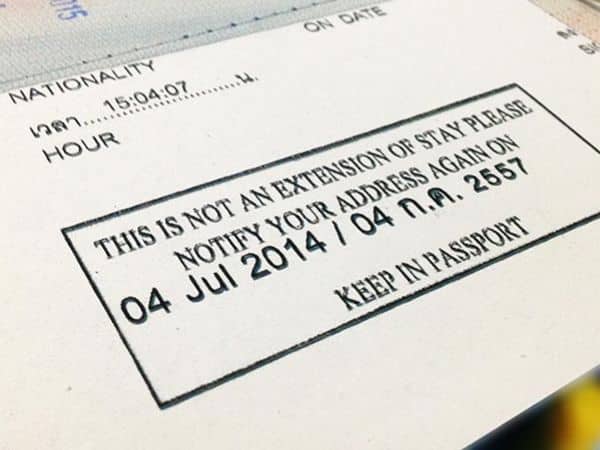 ON DATE
NATIONALITY
เวลา.....15:04:07..........น.
HOUR
THIS IS NOT AN EXTENSION OF STAY PLEASE
NOTIFY YOUR ADDRESS AGAIN ON
04 Jul 2014 / 04 ก.ค. 2557
KEEP IN PASSPORT